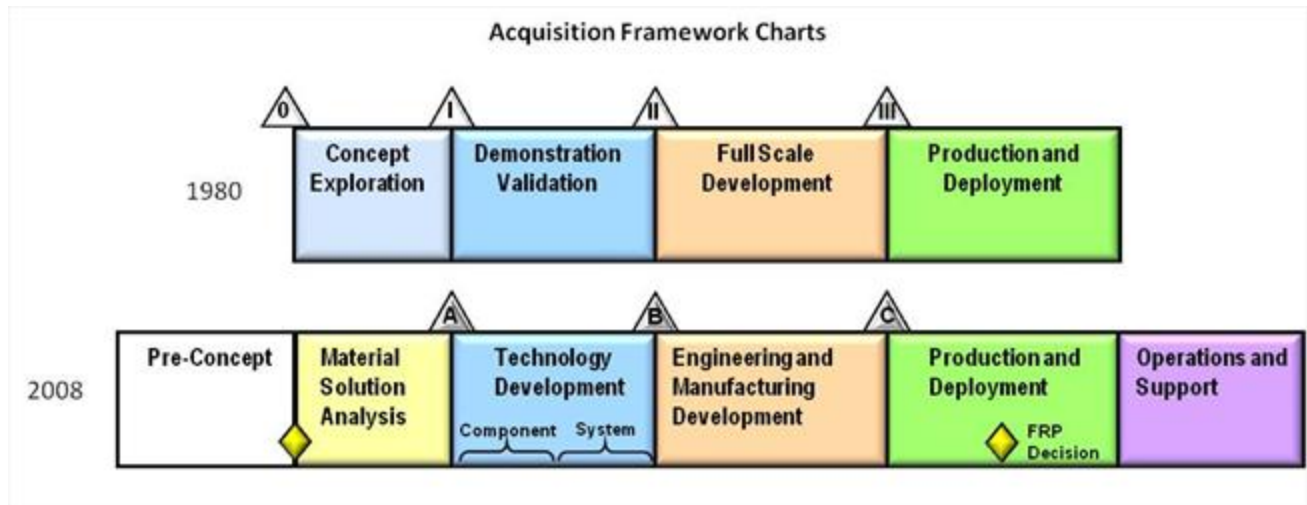 Acquisition Framework Charts
0
I
II
III
1980
Concept
Exploration
Demonstration
Validation
Full Scale
Development
Production and
Deployment
A
B
C
2008
Pre-Concept
Material
Solution
Analysis
Technology
Development
Component
System
Engineering and
Manufacturing
Development
Production and
Deployment
FRP
Decision
Operations and
Support